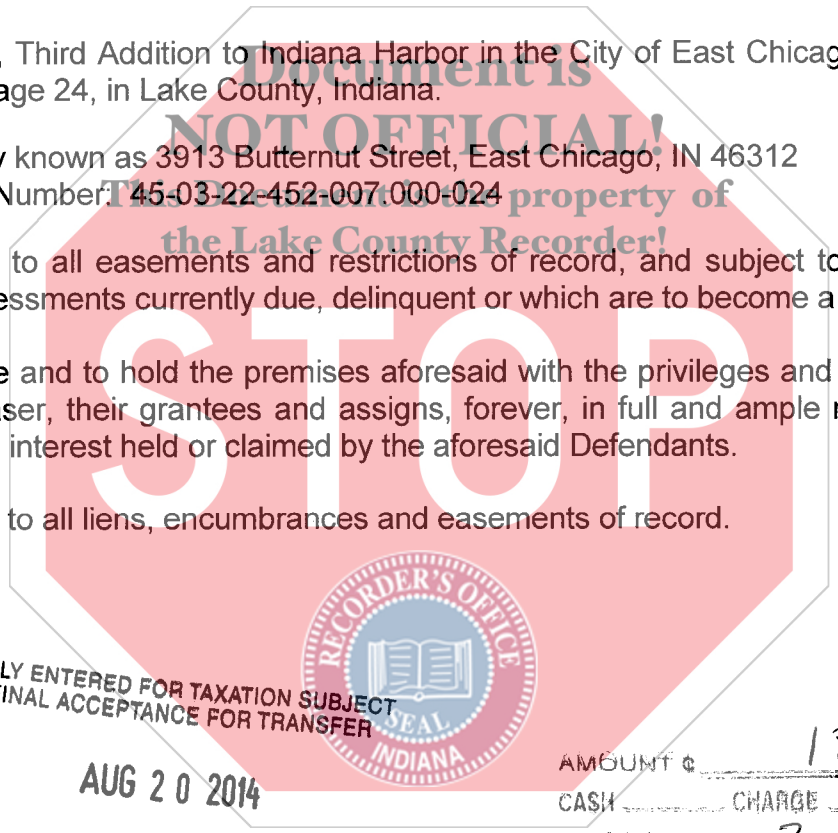 , Third Addition to Indiana Harbor in the City of East Chicag
age 24, in Lake County, Indiana.
Document is
NOT OFFICIAL!
This Document is the property of
the Lake County Recorder!
y known as 3913 Butternut Street, East Chicago, IN 46312
Number: 45-03-22-452-007.000-024
to all easements and restrictions of record, and subject to
essments currently due, delinquent or which are to become a
STOP
e and to hold the premises aforesaid with the privileges and
ser, their grantees and assigns, forever, in full and ample
interest held or claimed by the aforesaid Defendants.
to all liens, encumbrances and easements of record.
RECORDER'S OFFICE
SEAL
INDIANA
LY ENTERED FOR TAXATION SUBJECT
INAL ACCEPTANCE FOR TRANSFER
AUG 20 2014
AMOUNT $
CASH CHARGE